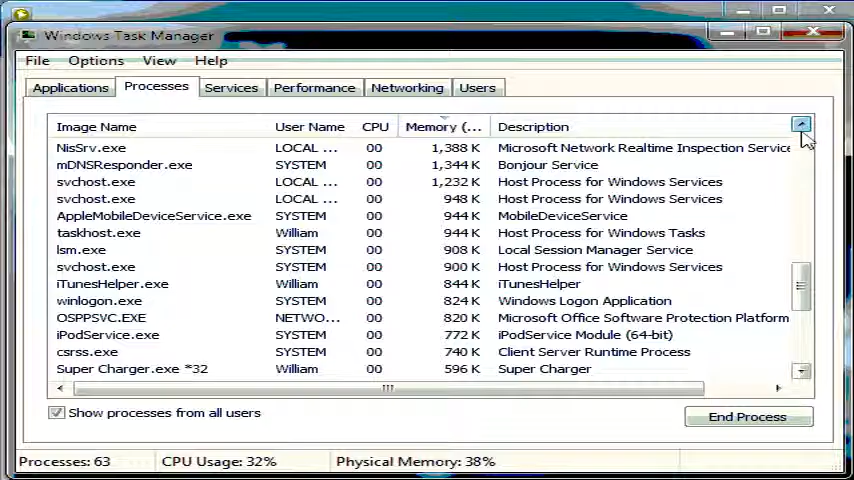 Windows Task Manager
File Options View Help
Applications Processes Services Performance Networking Users
Image Name User Name CPU Memory (... Description
NisSrv.exe LOCAL ... 00 1,388 K Microsoft Network Realtime Inspection Service
mDNSResponder.exe SYSTEM 00 1,344 K Bonjour Service
svchost.exe LOCAL ... 00 1,232 K Host Process for Windows Services
svchost.exe LOCAL ... 00 948 K Host Process for Windows Services
AppleMobileDeviceService.exe SYSTEM 00 944 K MobileDeviceService
taskhost.exe William 00 944 K Host Process for Windows Tasks
lsm.exe SYSTEM 00 908 K Local Session Manager Service
svchost.exe SYSTEM 00 900 K Host Process for Windows Services
iTunesHelper.exe William 00 844 K iTunesHelper
winlogon.exe SYSTEM 00 824 K Windows Logon Application
OSPPSVC.EXE NETWO... 00 820 K Microsoft Office Software Protection Platform
iPodService.exe SYSTEM 00 772 K iPodService Module (64-bit)
csrss.exe SYSTEM 00 740 K Client Server Runtime Process
Super Charger.exe *32 William 00 596 K Super Charger
Show processes from all users
End Process
Processes: 63 CPU Usage: 32% Physical Memory: 38%